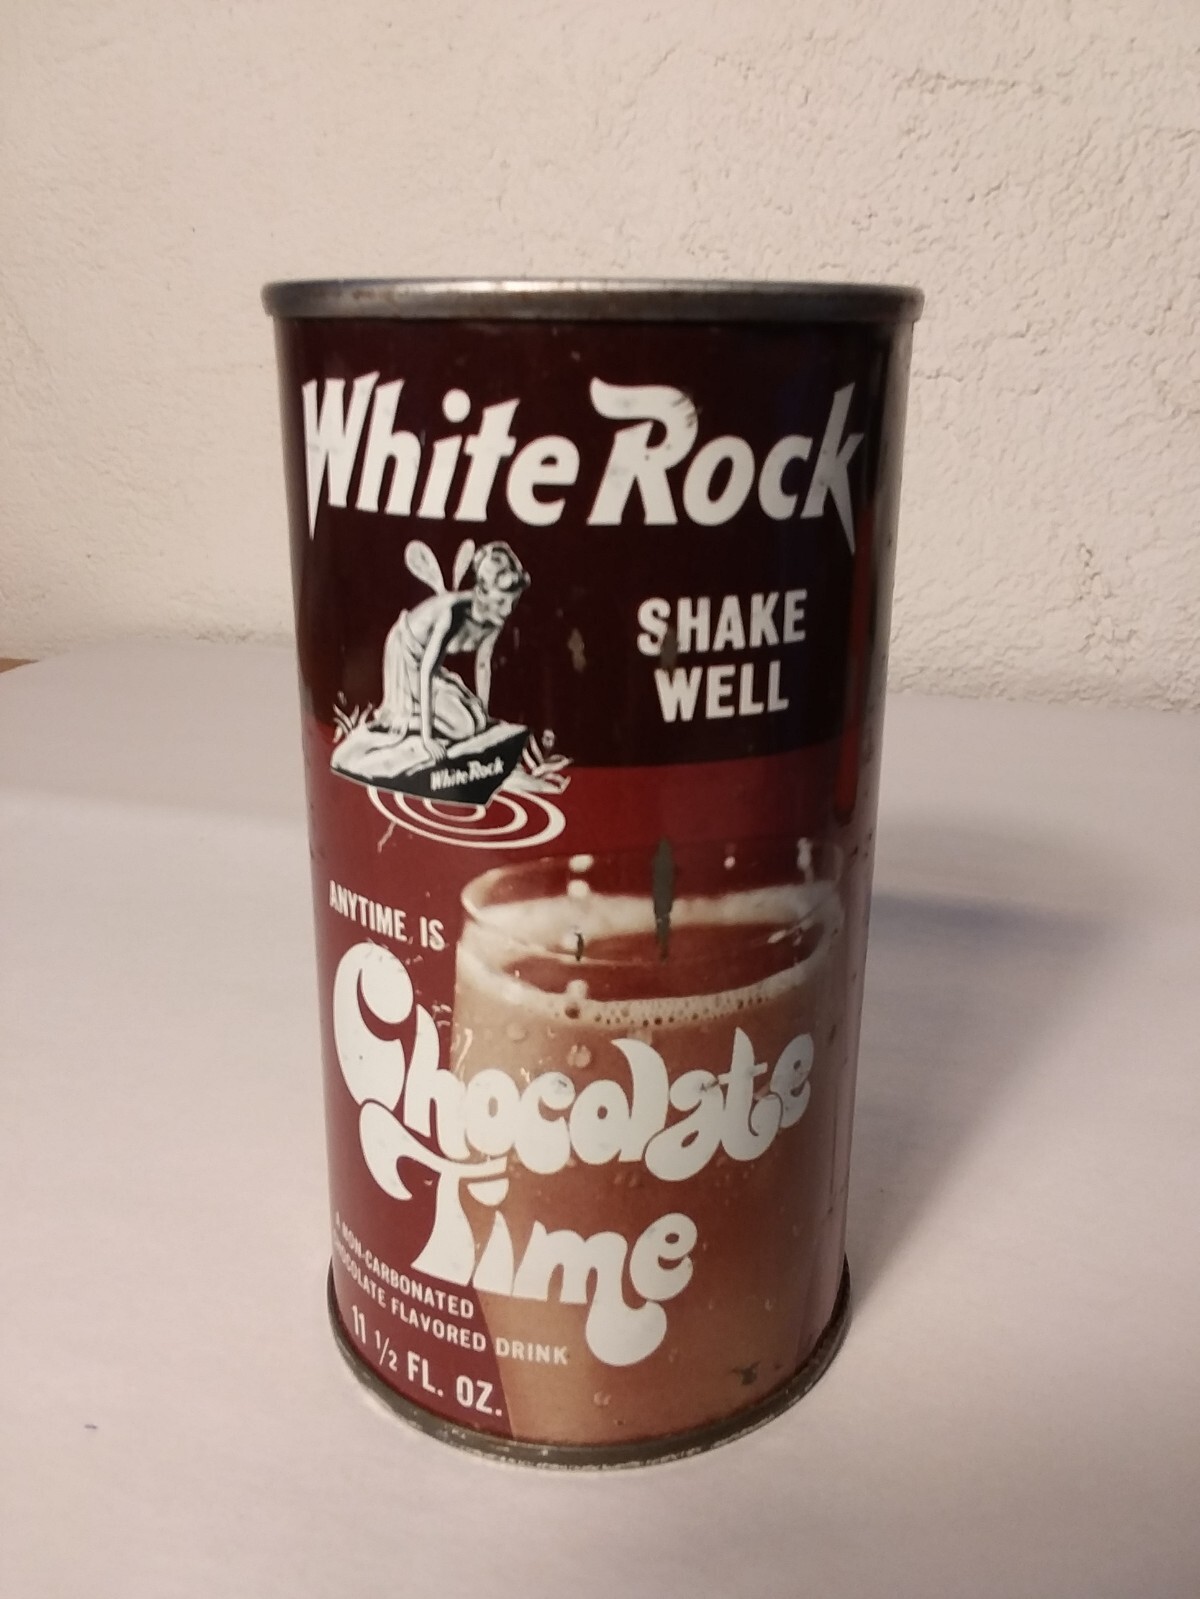 White Rock
SHAKE
WELL
White Rock
ANYTIME IS
Chocolate
Time
A NON-CARBONATED
CHOCOLATE FLAVORED DRINK
11 1/2 FL. OZ.